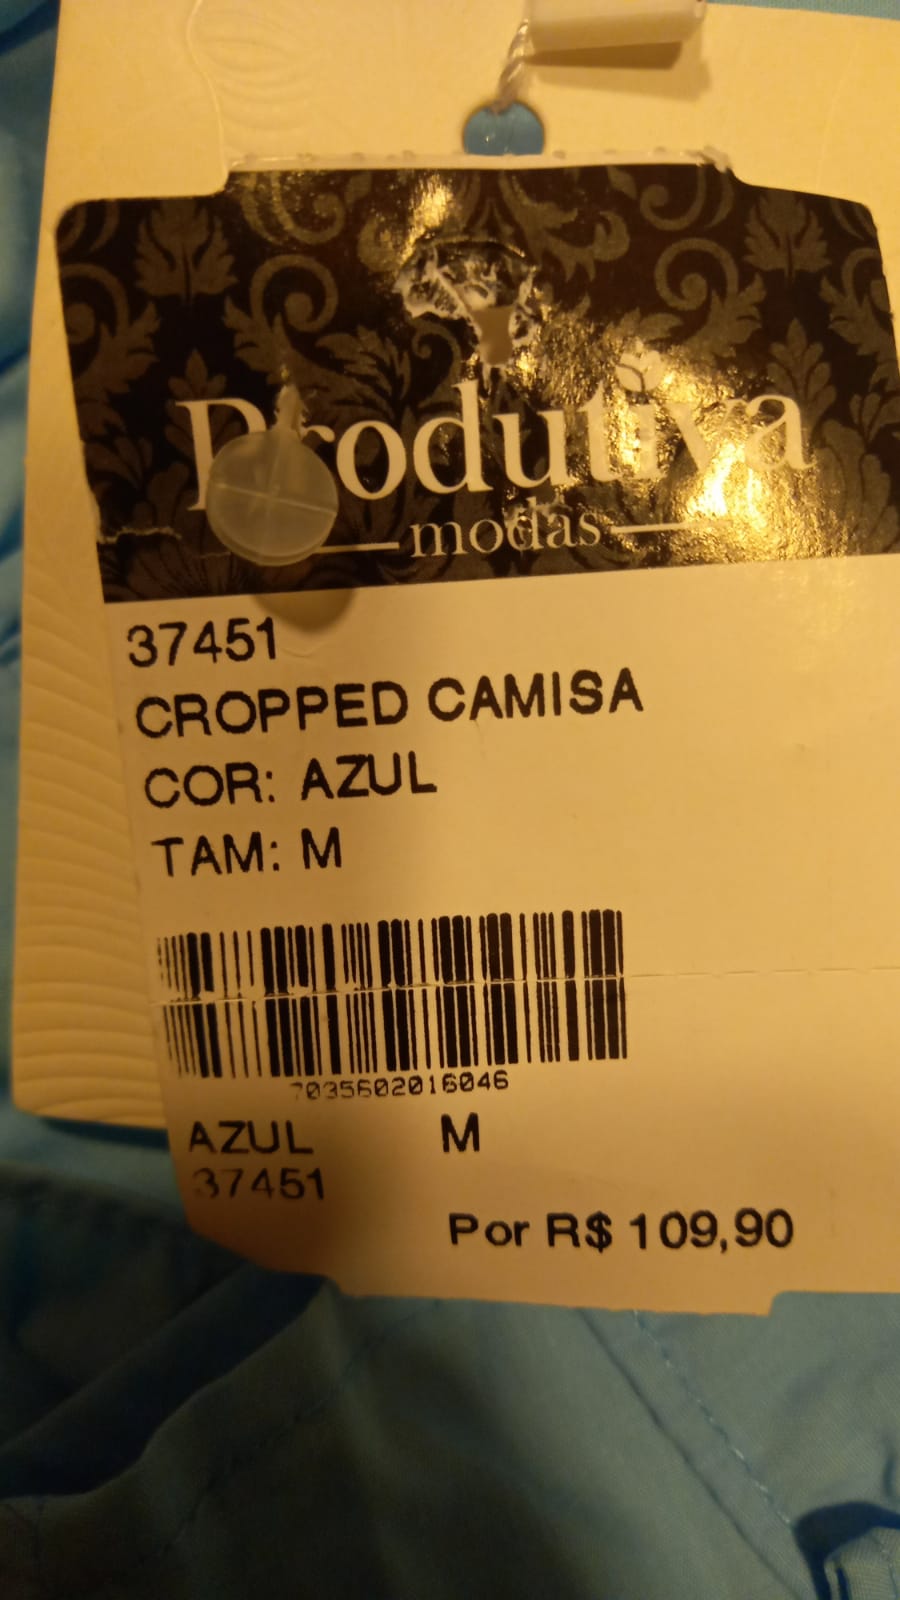 Produtiva
modas
37451
CROPPED CAMISA
COR: AZUL
TAM: M
7035602016046
AZUL M
37451
Por R$ 109,90